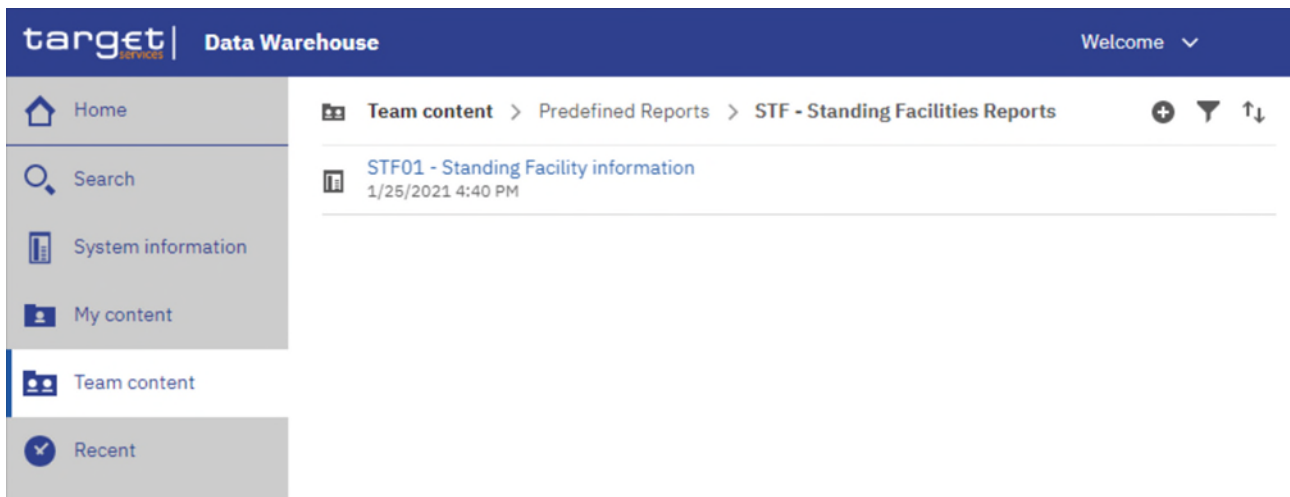 target services | Data Warehouse Welcome
Home
Team content > Predefined Reports > STF - Standing Facilities Reports
Search
STF01 - Standing Facility information
1/25/2021 4:40 PM
System information
My content
Team content
Recent